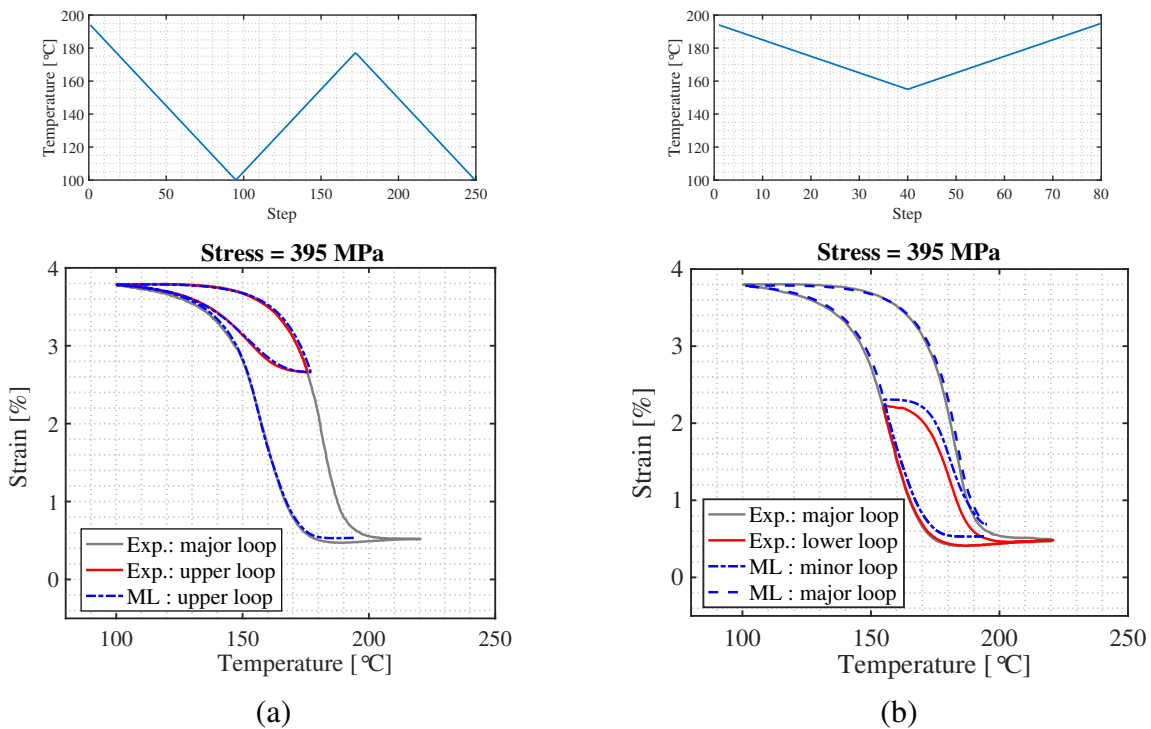 200
180
160
140
120
100
Temperature [°C]
0 50 100 150 200 250
Step
200
180
160
140
120
100
Temperature [°C]
0 10 20 30 40 50 60 70 80
Step
Stress = 395 MPa
4
3
2
1
0
Strain [%]
Exp.: major loop
Exp.: upper loop
ML : upper loop
100 150 200 250
Temperature [°C]
(a)
Stress = 395 MPa
4
3
2
1
0
Strain [%]
Exp.: major loop
Exp.: lower loop
ML : minor loop
ML : major loop
100 150 200 250
Temperature [°C]
(b)